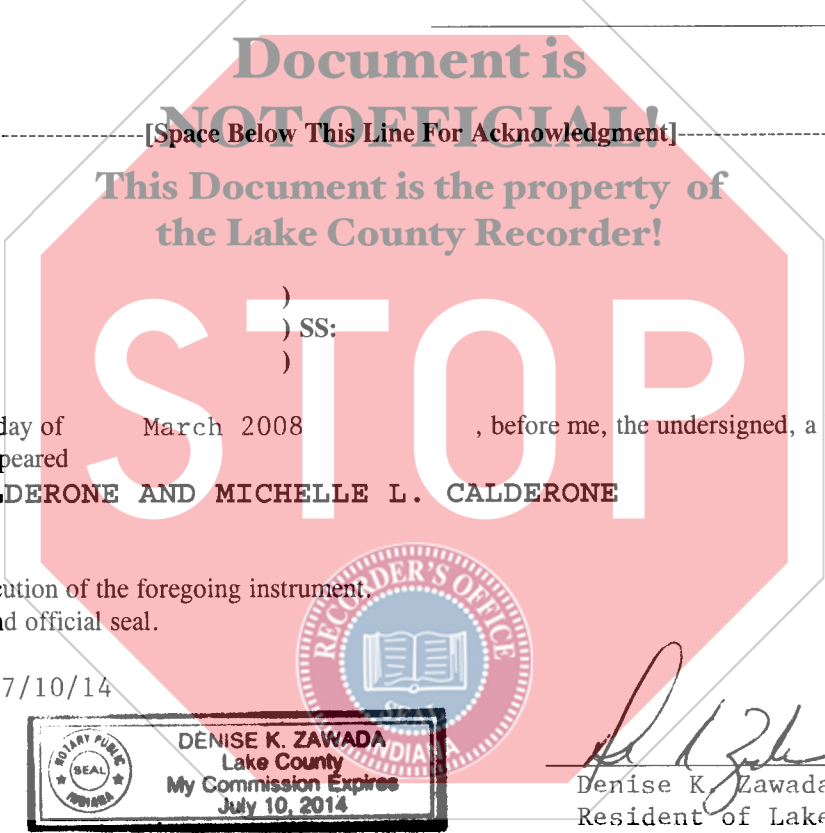 Document is
NOT OFFICIAL!
[Space Below This Line For Acknowledgment]
This Document is the property of
the Lake County Recorder!
STOP
)
) SS:
)
day of March 2008 , before me, the undersigned, a
peared
LDERONE AND MICHELLE L. CALDERONE
cution of the foregoing instrument.
nd official seal.
RECORDER'S OFFICE
SEAL
INDIANA
7/10/14
NOTARY PUBLIC
SEAL
INDIANA
DENISE K. ZAWADA
Lake County
My Commission Expires
July 10, 2014
Denise K. Zawada
Resident of Lake